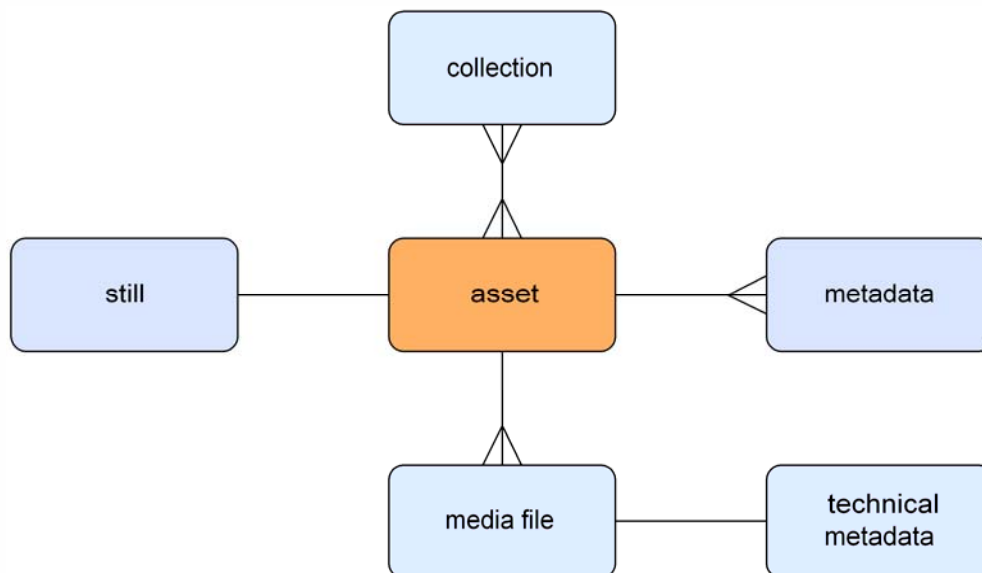 collection
still
asset
metadata
media file
technical
metadata